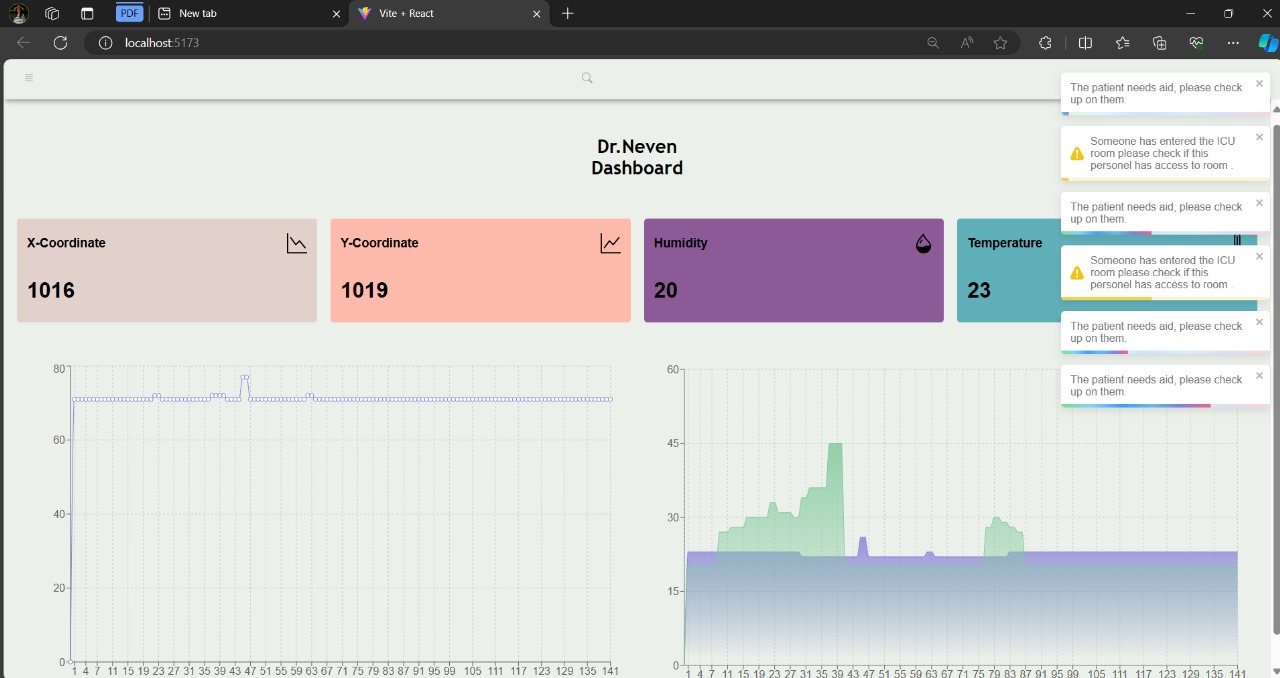 PDF
New tab
Vite + React
localhost:5173
Dr.Neven
Dashboard
X-Coordinate
1016
Y-Coordinate
1019
Humidity
20
Temperature
23
The patient needs aid, please check
up on them.
Someone has entered the ICU
room please check if this
personel has access to room .
The patient needs aid, please check
up on them.
Someone has entered the ICU
room please check if this
personel has access to room .
The patient needs aid, please check
up on them.
The patient needs aid, please check
up on them.
80
60
40
20
0
1 4 7 11 15 19 23 27 31 35 39 43 47 51 55 59 63 67 71 75 79 83 87 91 95 99 105 111 117 123 129 135 141
60
45
30
15
0
1 4 7 11 15 19 23 27 31 35 39 43 47 51 55 59 63 67 71 75 79 83 87 91 95 99 105 111 117 123 129 135 141